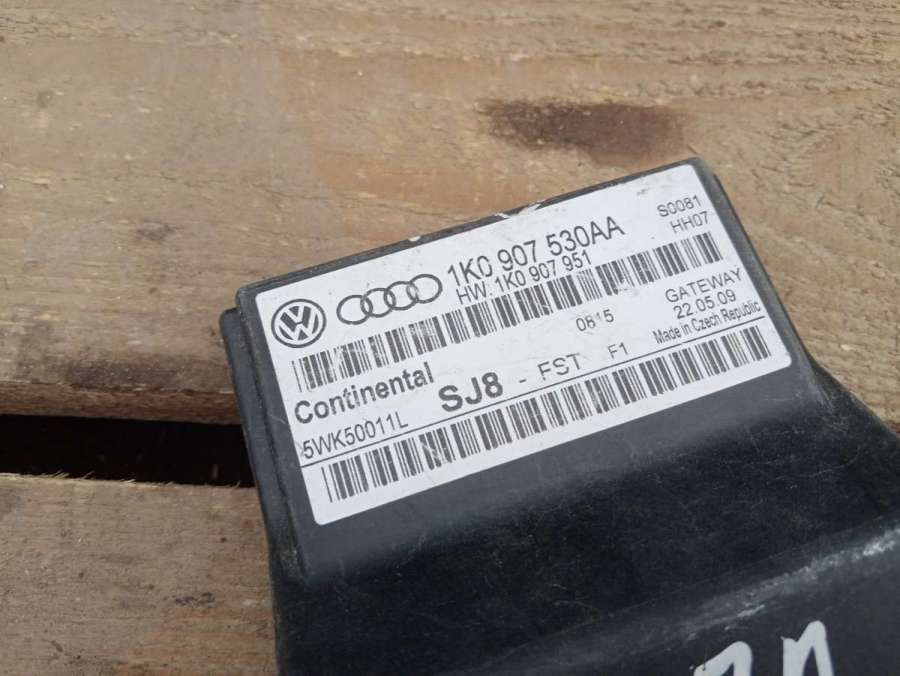 1K0 907 530AA
S0081
HW: 1K0 907 951
HH07
GATEWAY
0815
22.05.09
Continental
SJ8 - FST F1
Made in Czech Republic
5WK50011L